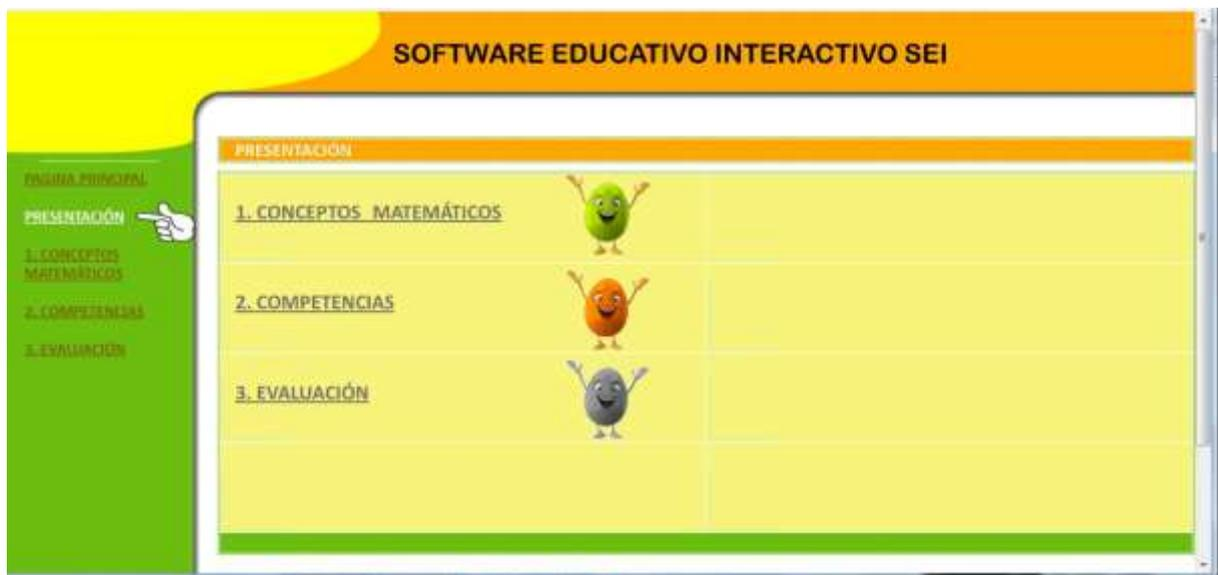 SOFTWARE EDUCATIVO INTERACTIVO SEI
PRESENTACIÓN
PAGINA PRINCIPAL
PRESENTACIÓN
1. CONCEPTOS
MATEMÁTICOS
2. COMPETENCIAS
3. EVALUACIÓN
1. CONCEPTOS MATEMÁTICOS
2. COMPETENCIAS
3. EVALUACIÓN